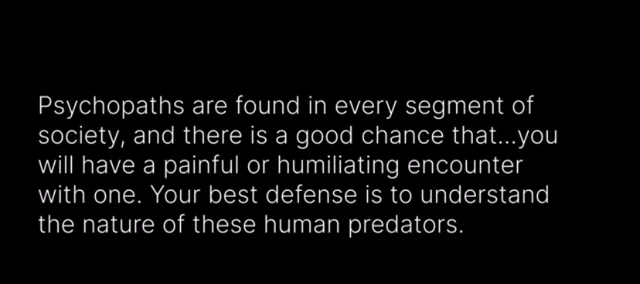 Psychopaths are found in every segment of
society, and there is a good chance that...you
will have a painful or humiliating encounter
with one. Your best defense is to understand
the nature of these human predators.